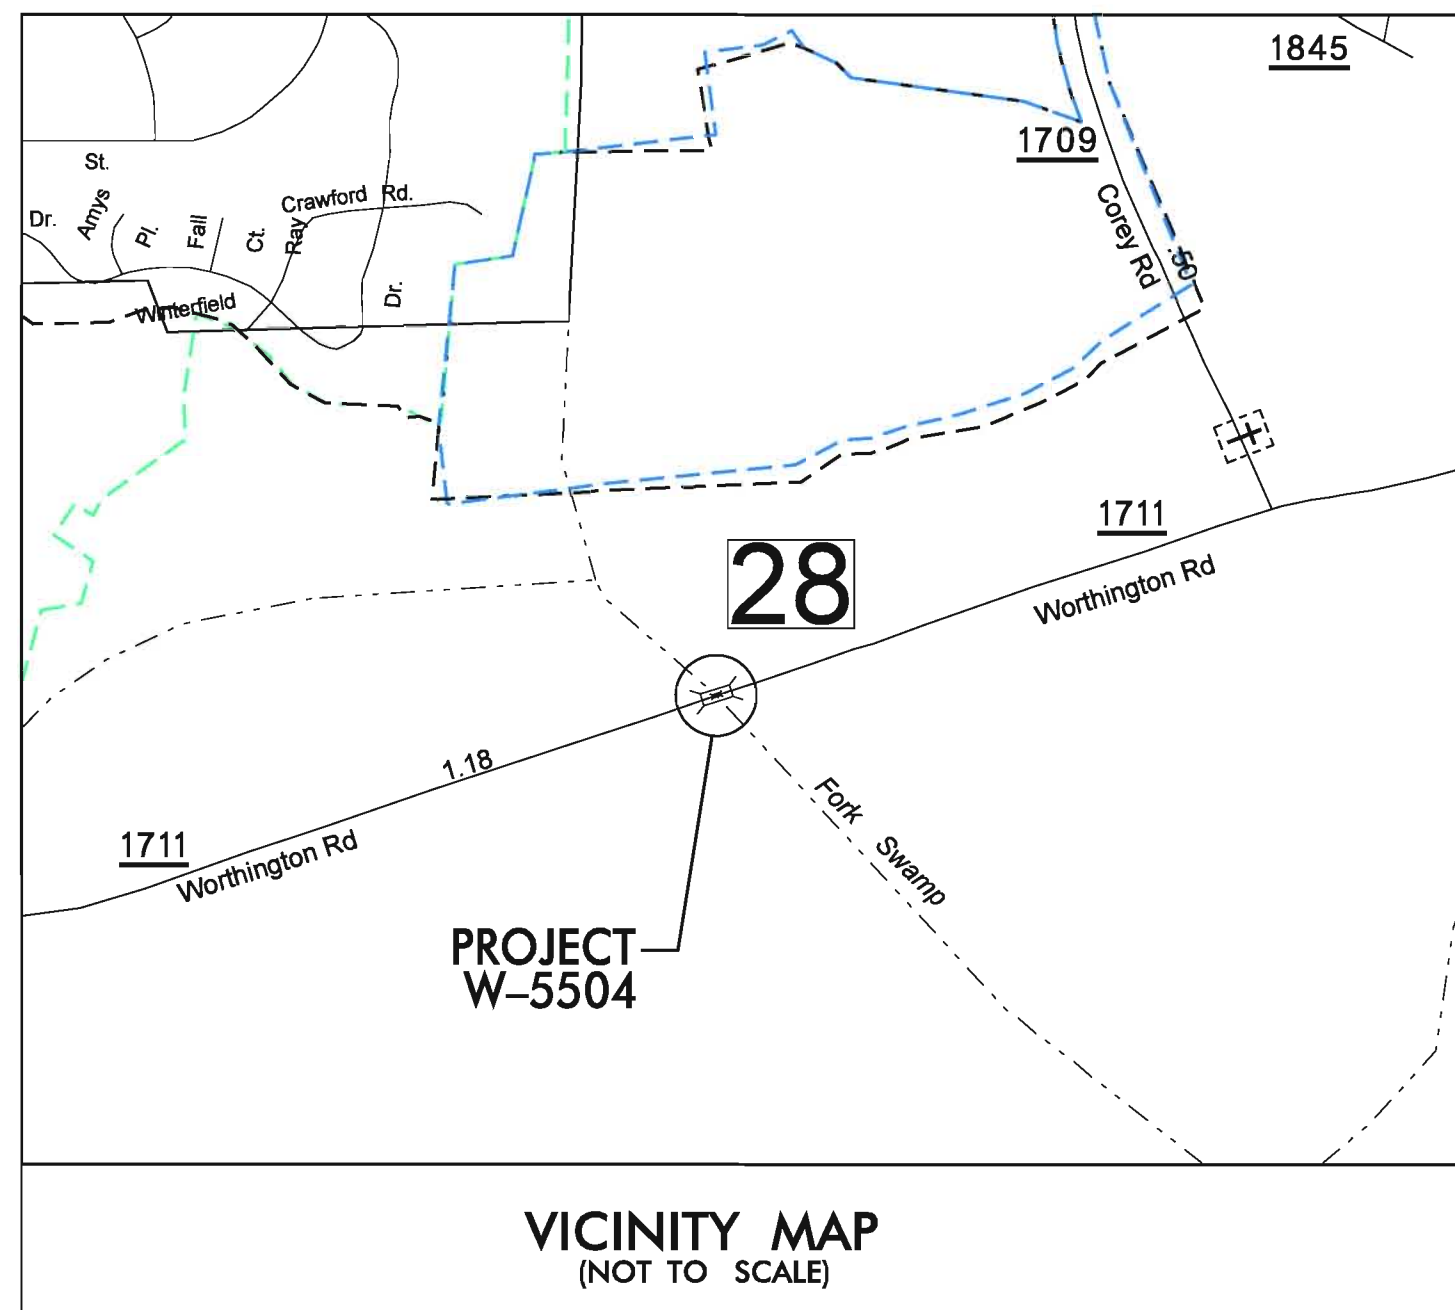 1845
1709
St.
Crawford Rd.
Dr.
Amys
Pl.
Fall
Ct.
Ray
Corey Rd
.50
Dr.
Winterfield
1711
28
Worthington Rd
1.18
Fork Swamp
1711
Worthington Rd
PROJECT
W–5504
VICINITY MAP
(NOT TO SCALE)